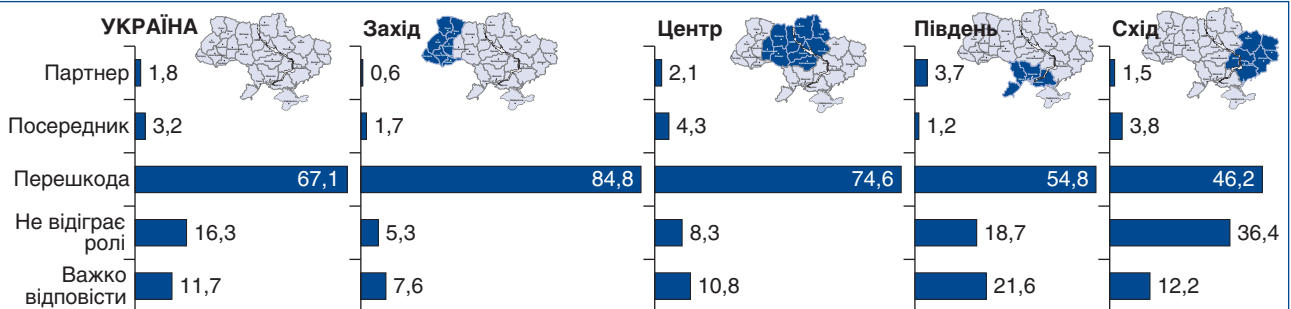 УКРАЇНА Захід Центр Південь Схід
Партнер 1,8 0,6 2,1 3,7 1,5
Посередник 3,2 1,7 4,3 1,2 3,8
Перешкода 67,1 84,8 74,6 54,8 46,2
Не відіграє
ролі 16,3 5,3 8,3 18,7 36,4
Важко
відповісти 11,7 7,6 10,8 21,6 12,2